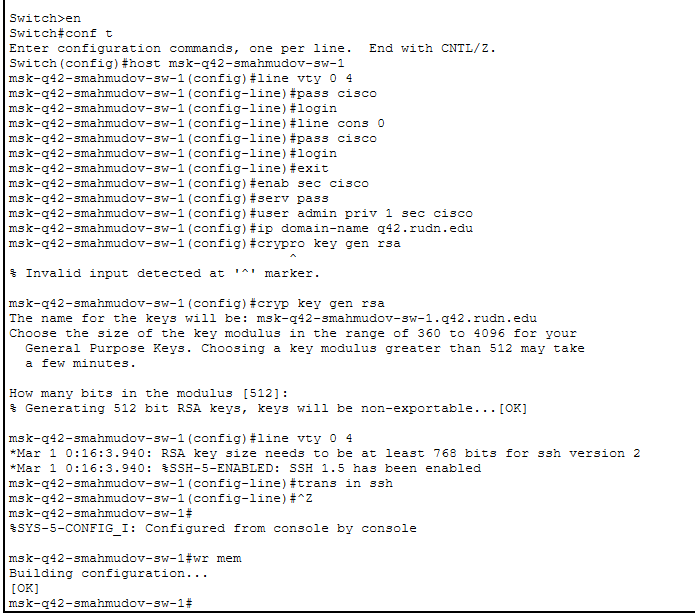 Switch>en
Switch#conf t
Enter configuration commands, one per line.  End with CNTL/Z.
Switch(config)#host msk-q42-smahmudov-sw-1
msk-q42-smahmudov-sw-1(config)#line vty 0 4
msk-q42-smahmudov-sw-1(config-line)#pass cisco
msk-q42-smahmudov-sw-1(config-line)#login
msk-q42-smahmudov-sw-1(config-line)#line cons 0
msk-q42-smahmudov-sw-1(config-line)#pass cisco
msk-q42-smahmudov-sw-1(config-line)#login
msk-q42-smahmudov-sw-1(config-line)#exit
msk-q42-smahmudov-sw-1(config)#enab sec cisco
msk-q42-smahmudov-sw-1(config)#serv pass
msk-q42-smahmudov-sw-1(config)#user admin priv 1 sec cisco
msk-q42-smahmudov-sw-1(config)#ip domain-name q42.rudn.edu
msk-q42-smahmudov-sw-1(config)#crypro key gen rsa
^
% Invalid input detected at '^' marker.
msk-q42-smahmudov-sw-1(config)#cryp key gen rsa
The name for the keys will be: msk-q42-smahmudov-sw-1.q42.rudn.edu
Choose the size of the key modulus in the range of 360 to 4096 for your
  General Purpose Keys. Choosing a key modulus greater than 512 may take
  a few minutes.
How many bits in the modulus [512]:
% Generating 512 bit RSA keys, keys will be non-exportable...[OK]
msk-q42-smahmudov-sw-1(config)#line vty 0 4
*Mar 1 0:16:3.940: RSA key size needs to be at least 768 bits for ssh version 2
*Mar 1 0:16:3.940: %SSH-5-ENABLED: SSH 1.5 has been enabled
msk-q42-smahmudov-sw-1(config-line)#trans in ssh
msk-q42-smahmudov-sw-1(config-line)#^Z
msk-q42-smahmudov-sw-1#
%SYS-5-CONFIG_I: Configured from console by console
msk-q42-smahmudov-sw-1#wr mem
Building configuration...
[OK]
msk-q42-smahmudov-sw-1#